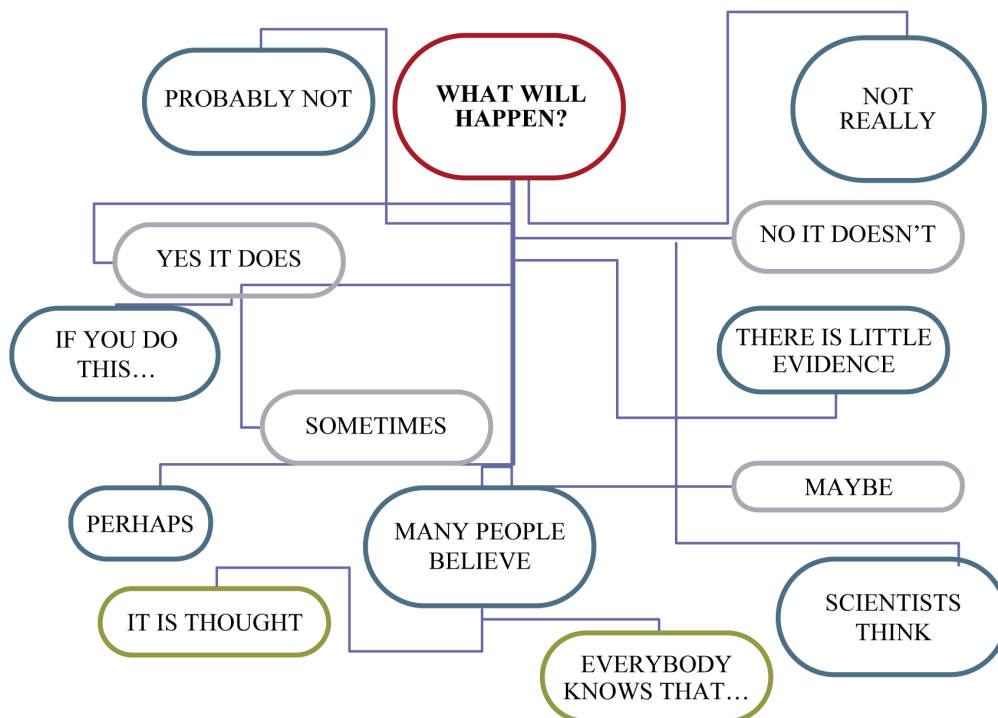 PROBABLY NOT
WHAT WILL
HAPPEN?
NOT
REALLY
YES IT DOES
NO IT DOESN’T
IF YOU DO
THIS…
THERE IS LITTLE
EVIDENCE
SOMETIMES
MAYBE
PERHAPS
MANY PEOPLE
BELIEVE
IT IS THOUGHT
SCIENTISTS
THINK
EVERYBODY
KNOWS THAT…